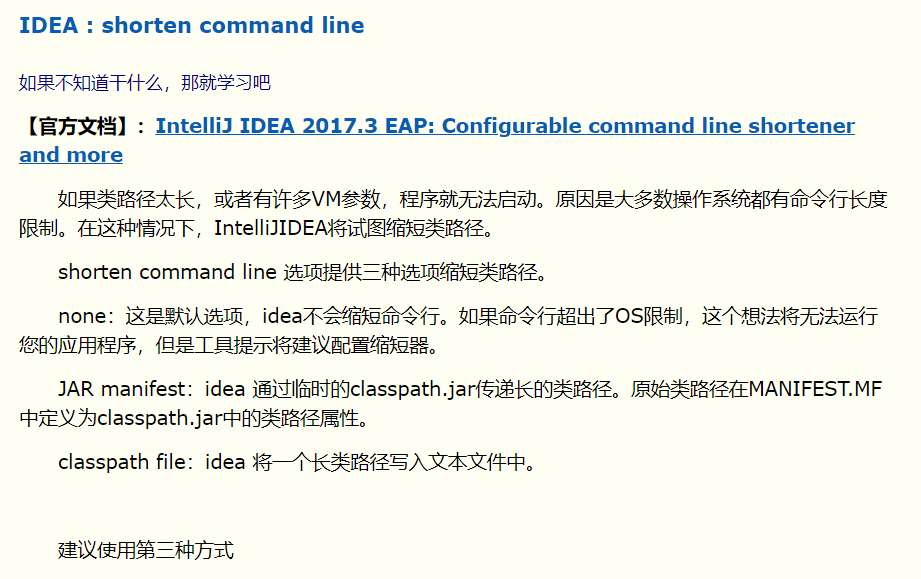 IDEA : shorten command line
如果不知道干什么，那就学习吧
【官方文档】：IntelliJ IDEA 2017.3 EAP: Configurable command line shortener
and more
如果类路径太长，或者有许多VM参数，程序就无法启动。原因是大多数操作系统都有命令行长度
限制。在这种情况下，IntelliJIDEA将试图缩短类路径。
shorten command line 选项提供三种选项缩短类路径。
none：这是默认选项，idea不会缩短命令行。如果命令行超出了OS限制，这个想法将无法运行
您的应用程序，但是工具提示将建议配置缩短器。
JAR manifest：idea 通过临时的classpath.jar传递长的类路径。原始类路径在MANIFEST.MF
中定义为classpath.jar中的类路径属性。
classpath file：idea 将一个长类路径写入文本文件中。
建议使用第三种方式